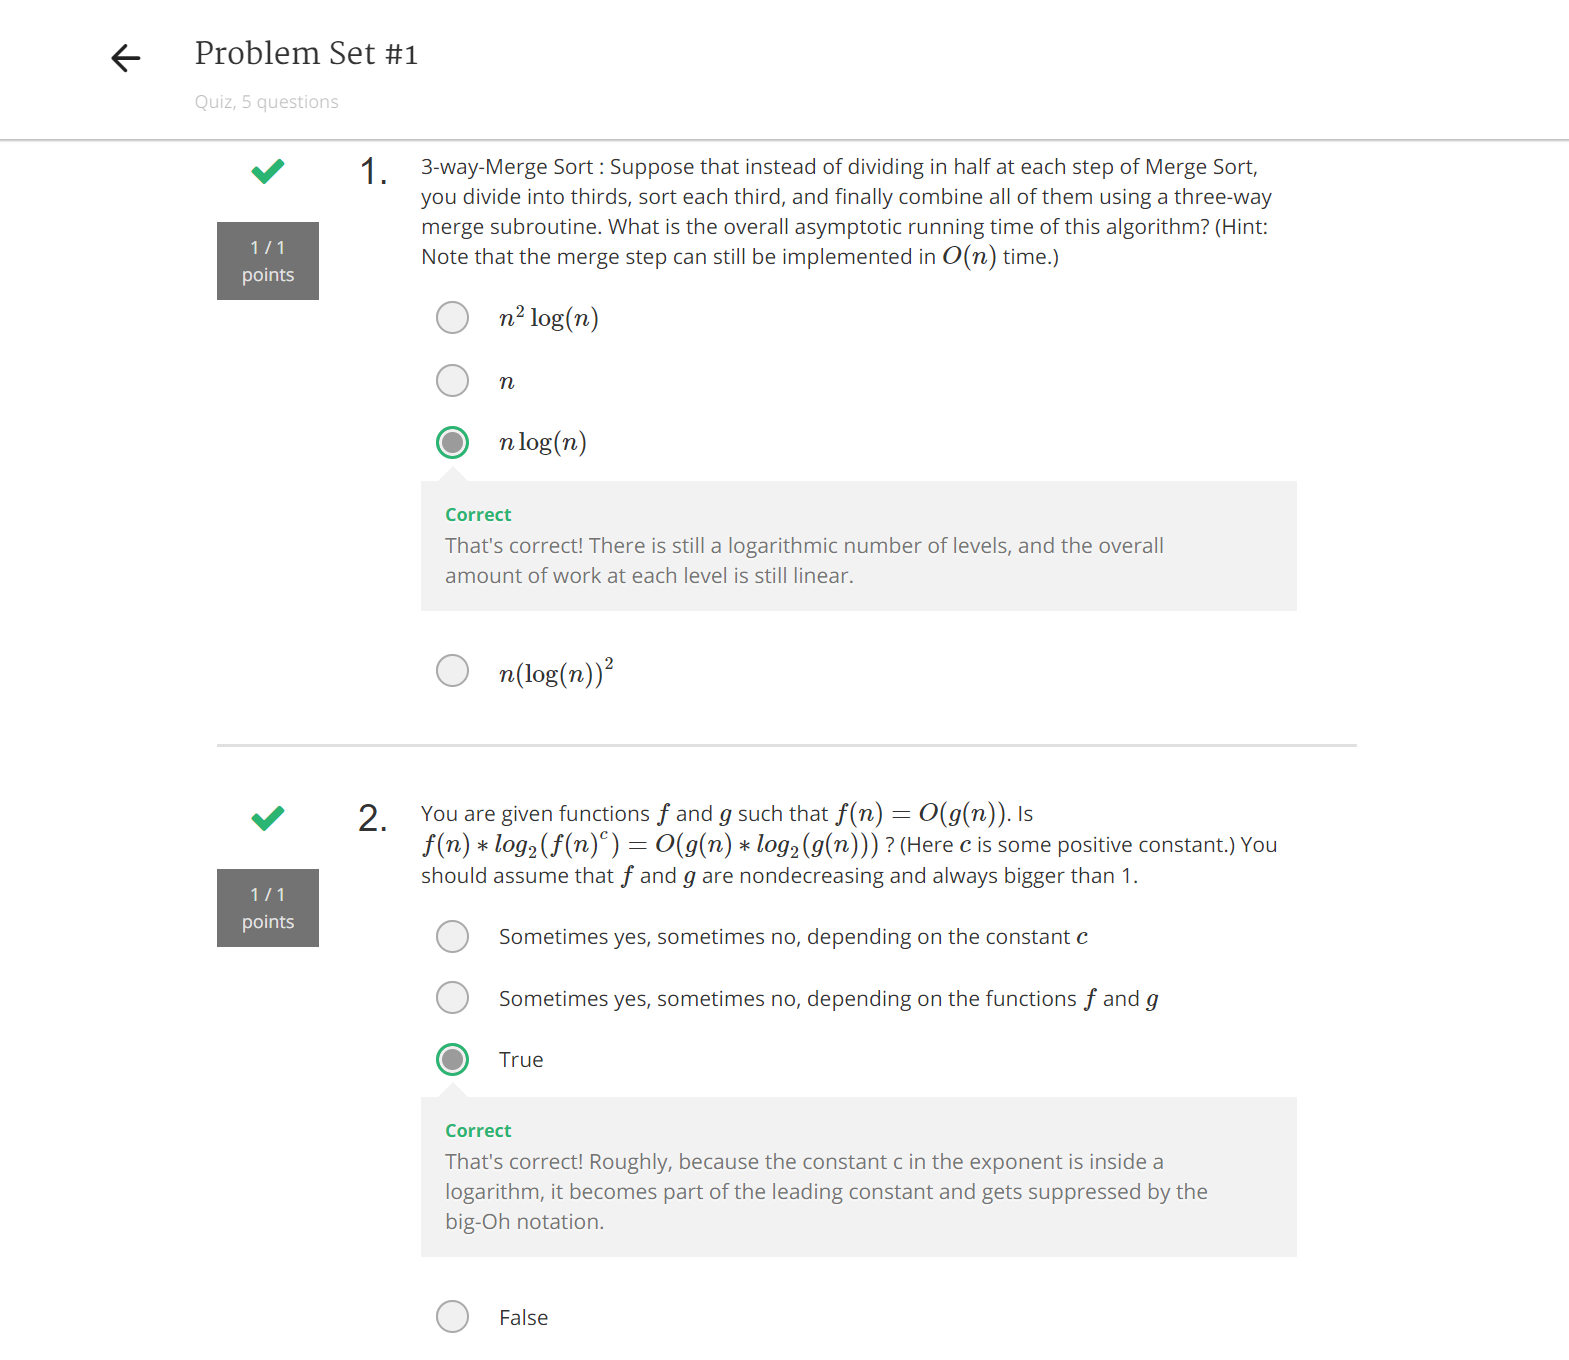 Problem Set #1
Quiz, 5 questions
1 / 1
points
1.
3-way-Merge Sort : Suppose that instead of dividing in half at each step of Merge Sort,
you divide into thirds, sort each third, and finally combine all of them using a three-way
merge subroutine. What is the overall asymptotic running time of this algorithm? (Hint:
Note that the merge step can still be implemented in O(n) time.)
n² log(n)
n
n log(n)
Correct
That's correct! There is still a logarithmic number of levels, and the overall
amount of work at each level is still linear.
n(log(n))²
1 / 1
points
2.
You are given functions f and g such that f(n) = O(g(n)). Is
f(n) ∗ log₂(f(n)ᶜ) = O(g(n) ∗ log₂(g(n))) ? (Here c is some positive constant.) You
should assume that f and g are nondecreasing and always bigger than 1.
Sometimes yes, sometimes no, depending on the constant c
Sometimes yes, sometimes no, depending on the functions f and g
True
Correct
That's correct! Roughly, because the constant c in the exponent is inside a
logarithm, it becomes part of the leading constant and gets suppressed by the
big-Oh notation.
False